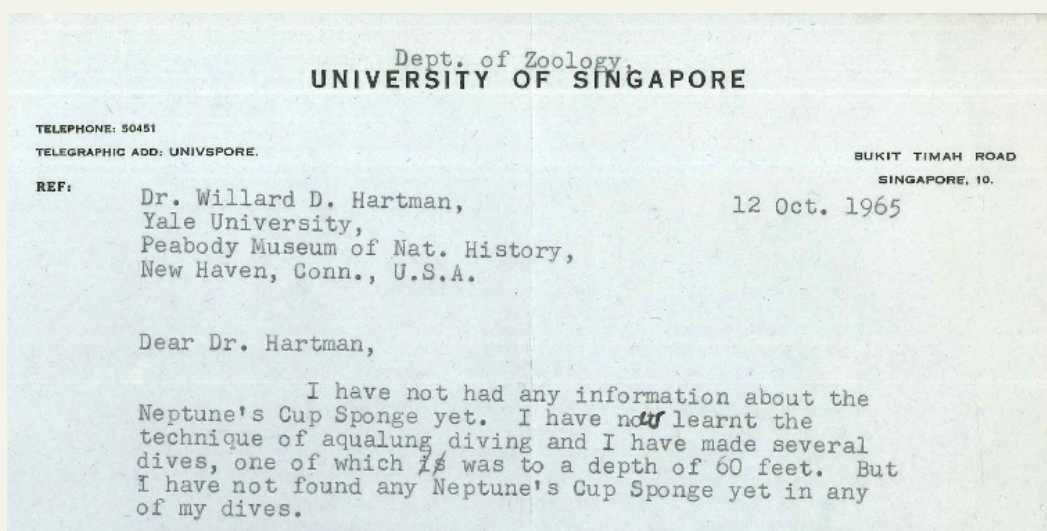 Dept. of Zoology,
UNIVERSITY OF SINGAPORE
TELEPHONE: 50451
TELEGRAPHIC ADD: UNIVSPORE.
BUKIT TIMAH ROAD
SINGAPORE, 10.
REF:
Dr. Willard D. Hartman,
Yale University,
Peabody Museum of Nat. History,
New Haven, Conn., U.S.A.
12 Oct. 1965
Dear Dr. Hartman,
I have not had any information about the
Neptune's Cup Sponge yet. I have now learnt the
technique of aqualung diving and I have made several
dives, one of which is was to a depth of 60 feet. But
I have not found any Neptune's Cup Sponge yet in any
of my dives.